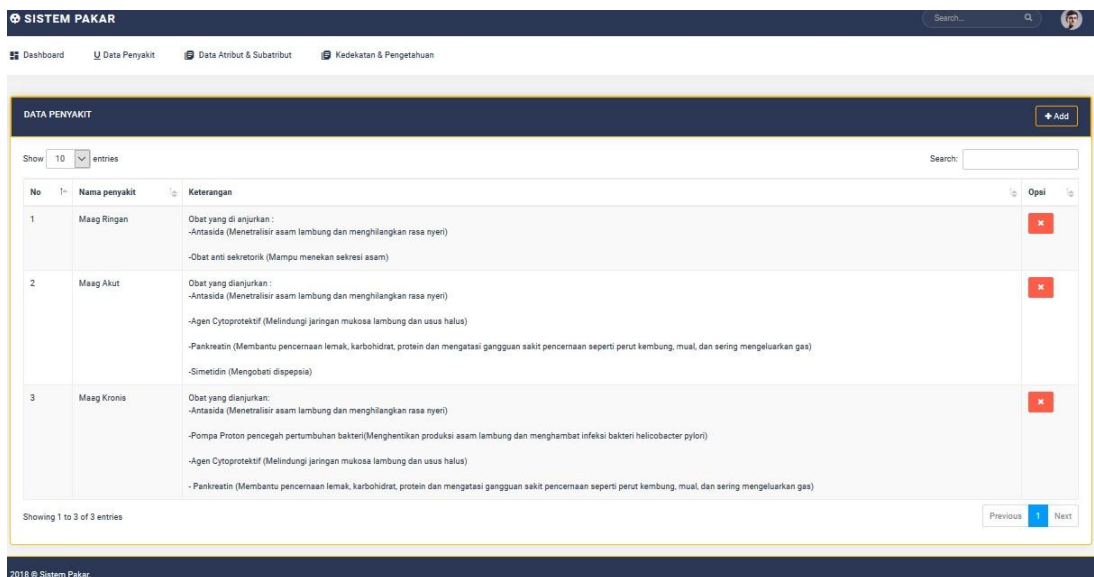 SISTEM PAKAR
Search...
Dashboard
Data Penyakit
Data Atribut & Subatribut
Kedekatan & Pengetahuan
DATA PENYAKIT
+ Add
Show 10 entries
Search:
No Nama penyakit Keterangan Opsi
1 Maag Ringan Obat yang di anjurkan :
-Antasida (Menetralisir asam lambung dan menghilangkan rasa nyeri)
-Obat anti sekretorik (Mampu menekan sekresi asam)
2 Maag Akut Obat yang dianjurkan :
-Antasida (Menetralisir asam lambung dan menghilangkan rasa nyeri)
-Agen Cytoprotektif (Melindungi jaringan mukosa lambung dan usus halus)
-Pankreatin (Membantu pencernaan lemak, karbohidrat, protein dan mengatasi gangguan sakit pencernaan seperti perut kembung, mual, dan sering mengeluarkan gas)
-Simetidin (Mengobati dispepsia)
3 Maag Kronis Obat yang dianjurkan:
-Antasida (Menetralisir asam lambung dan menghilangkan rasa nyeri)
-Pompa Proton pencegah pertumbuhan bakteri(Menghentikan produksi asam lambung dan menghambat infeksi bakteri helicobacter pylori)
-Agen Cytoprotektif (Melindungi jaringan mukosa lambung dan usus halus)
- Pankreatin (Membantu pencernaan lemak, karbohidrat, protein dan mengatasi gangguan sakit pencernaan seperti perut kembung, mual, dan sering mengeluarkan gas)
Showing 1 to 3 of 3 entries
Previous 1 Next
2018 © Sistem Pakar.